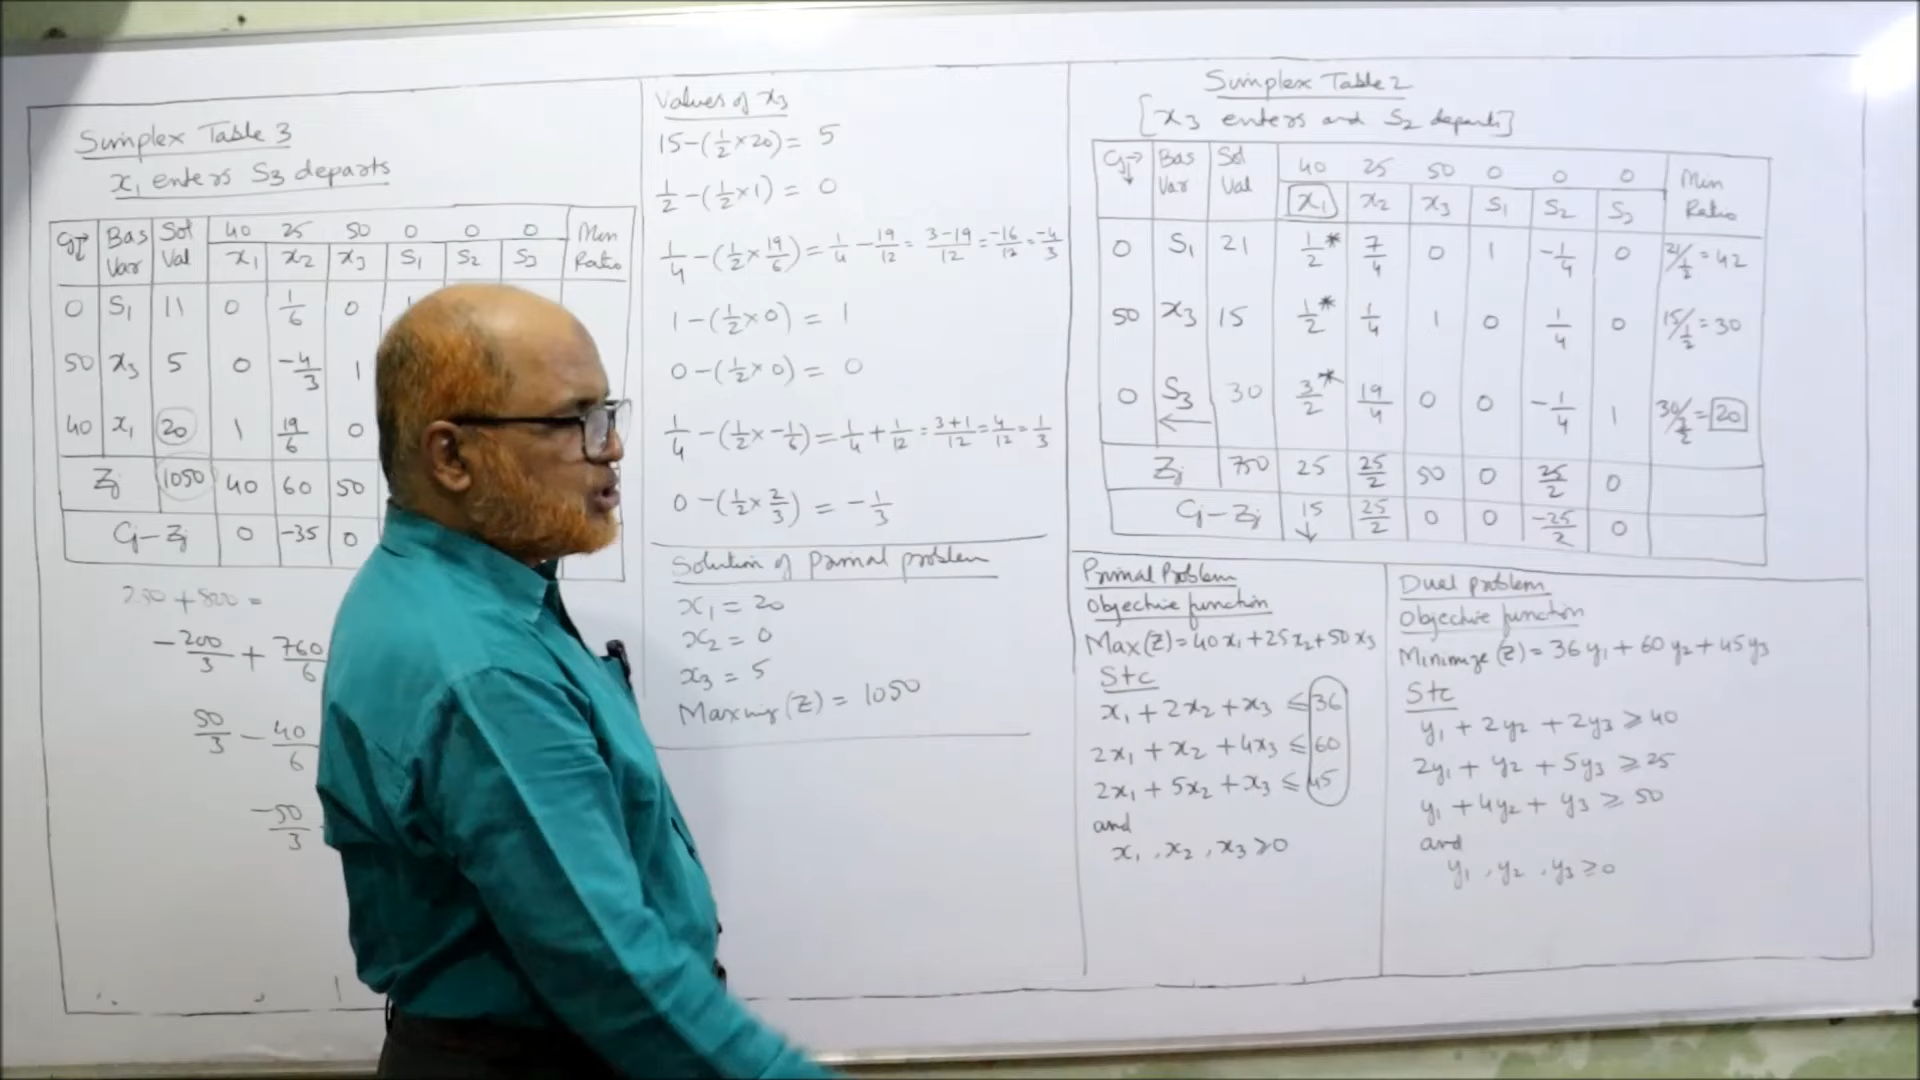 Simplex Table 3
x₁ enters S₃ departs
Cj→↓ Bas Var Sol Val 40 25 50 0 0 0 Min Ratio
x₁ x₂ x₃ S₁ S₂ S₃
0 S₁ 11 0 1/6 0
50 x₃ 5 0 -4/3 1
40 x₁ 20 1 19/6 0
Zj 1050 40 60 50
Cj-Zj 0 -35 0
250 + 800 =
-200/3 + 760/6
50/3 - 40/6
-50/3
Values of x₃
15-(1/2×20) = 5
1/2-(1/2×1) = 0
1/4-(1/2×19/6) = 1/4-19/12 = 3-19/12 = -16/12 = -4/3
1-(1/2×0) = 1
0-(1/2×0) = 0
1/4-(1/2×-1/6) = 1/4+1/12 = 3+1/12 = 4/12 = 1/3
0-(1/2×2/3) = -1/3
Solution of Primal problem
x₁ = 20
x₂ = 0
x₃ = 5
(Z) = 1050
Simplex Table 2
[x₃ enters and S₂ departs]
Cj→↓ Bas Var Sol Val 40 25 50 0 0 0 Min Ratio
x₁ x₂ x₃ S₁ S₂ S₃
0 S₁ 21 1/2* 7/4 0 1 -1/4 0 21/1/2 = 42
50 x₃ 15 1/2* 1/4 1 0 1/4 0 15/1/2 = 30
0 S₃ ← 30 3/2* 19/4 0 0 -1/4 1 30/3/2 = 20
Zj 750 25 25/2 50 0 25/2 0
Cj-Zj 15↓ 25/2 0 0 -25/2 0
Primal Problem
Objective function
Max(Z) = 40x₁+25x₂+50x₃
Stc
x₁ + 2x₂ + x₃ ≤ 36
2x₁ + x₂ + 4x₃ ≤ 60
2x₁ + 5x₂ + x₃ ≤ 45
and
x₁, x₂, x₃ ≥ 0
Dual problem
Objective function
Minimize (Z) = 36y₁ + 60y₂ + 45y₃
Stc
y₁ + 2y₂ + 2y₃ ≥ 40
2y₁ + y₂ + 5y₃ ≥ 25
y₁ + 4y₂ + y₃ ≥ 50
and
y₁, y₂, y₃ ≥ 0